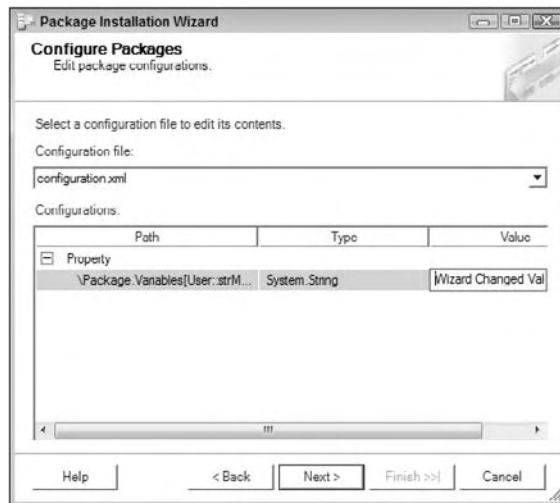 Package Installation Wizard
Configure Packages
Edit package configurations.
Select a configuration file to edit its contents.
Configuration file:
configuration.xml
Configurations:
Path Type Value
Property
\Package.Variables[User::strM... System.String Wizard Changed Val
Help < Back Next > Finish >>| Cancel